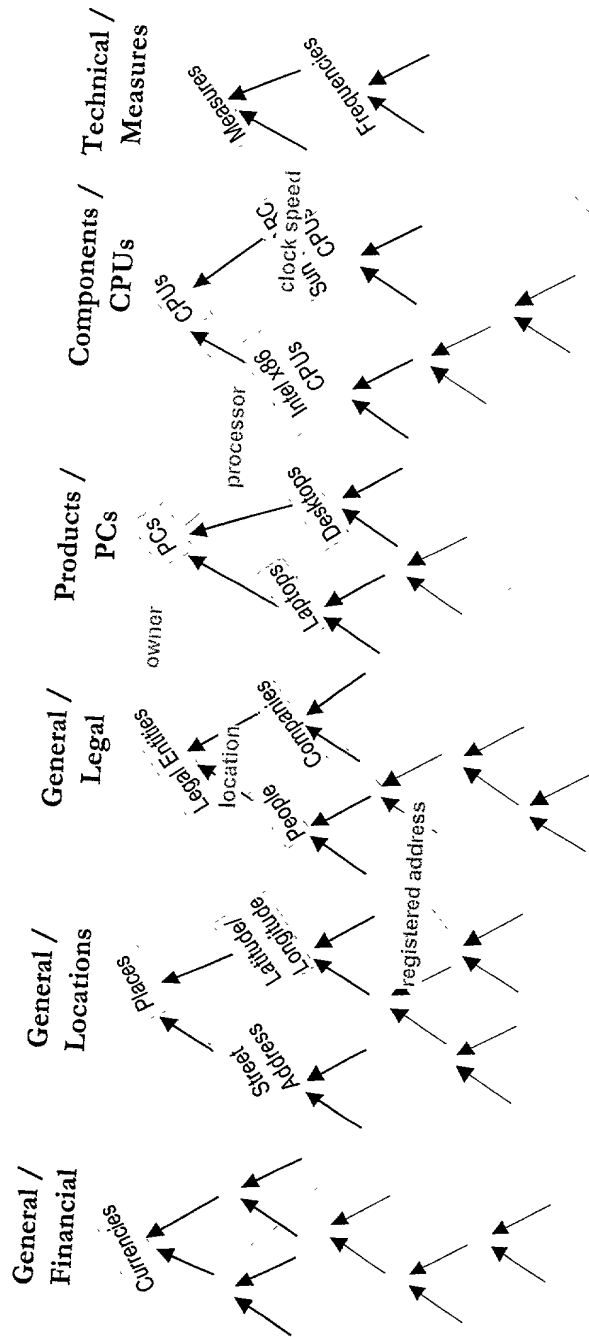 General /
Financial
General /
Locations
General /
Legal
Products /
PCs
Components /
CPUs
Technical /
Measures
Currencies
Places
Street
Address
Latitude/
Longitude
Legal Entities
People
Companies
location
registered address
owner
PCs
Laptops
Desktops
processor
CPUs
Intel x86
CPUs
Sun
CPUs
clock speed
Measures
Frequencies